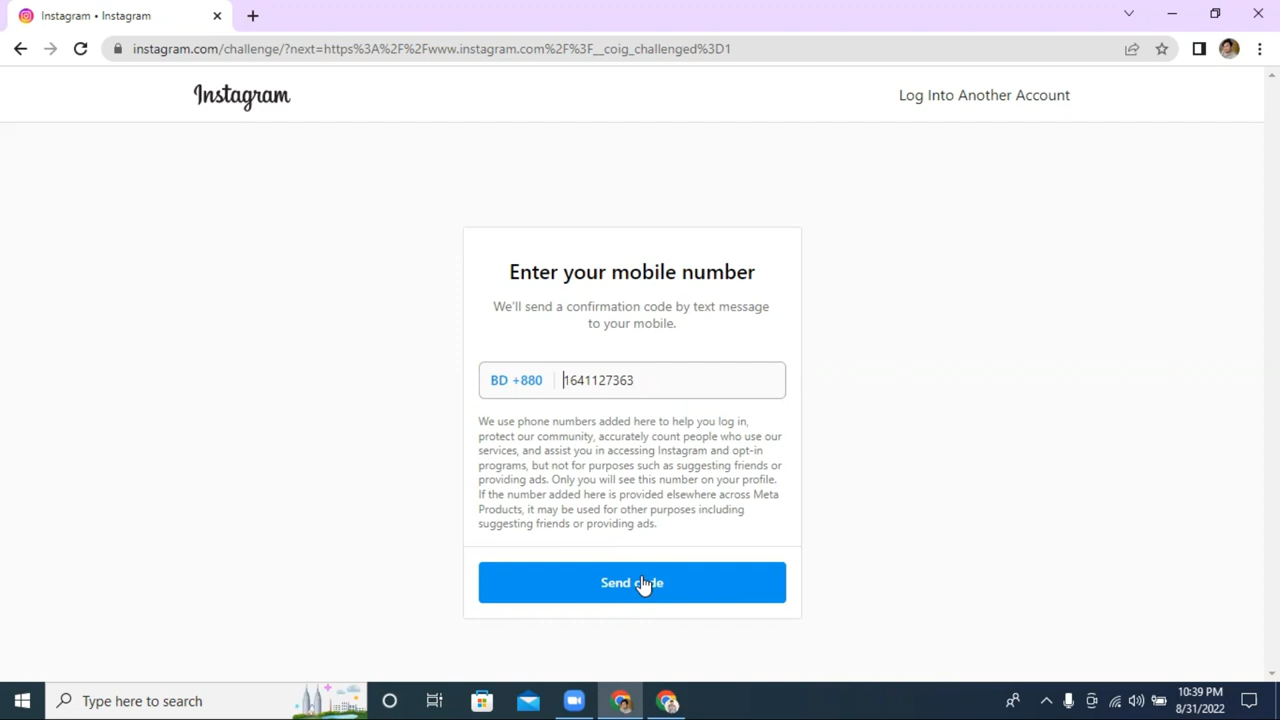 Instagram • Instagram
instagram.com/challenge/?next=https%3A%2F%2Fwww.instagram.com%2F%3F__coig_challenged%3D1
Instagram
Log Into Another Account
Enter your mobile number
We'll send a confirmation code by text message
to your mobile.
BD +880
1641127363
We use phone numbers added here to help you log in,
protect our community, accurately count people who use our
services, and assist you in accessing Instagram and opt-in
programs, but not for purposes such as suggesting friends or
providing ads. Only you will see this number on your profile.
If the number added here is provided elsewhere across Meta
Products, it may be used for other purposes including
suggesting friends or providing ads.
Send code
Type here to search
10:39 PM
8/31/2022